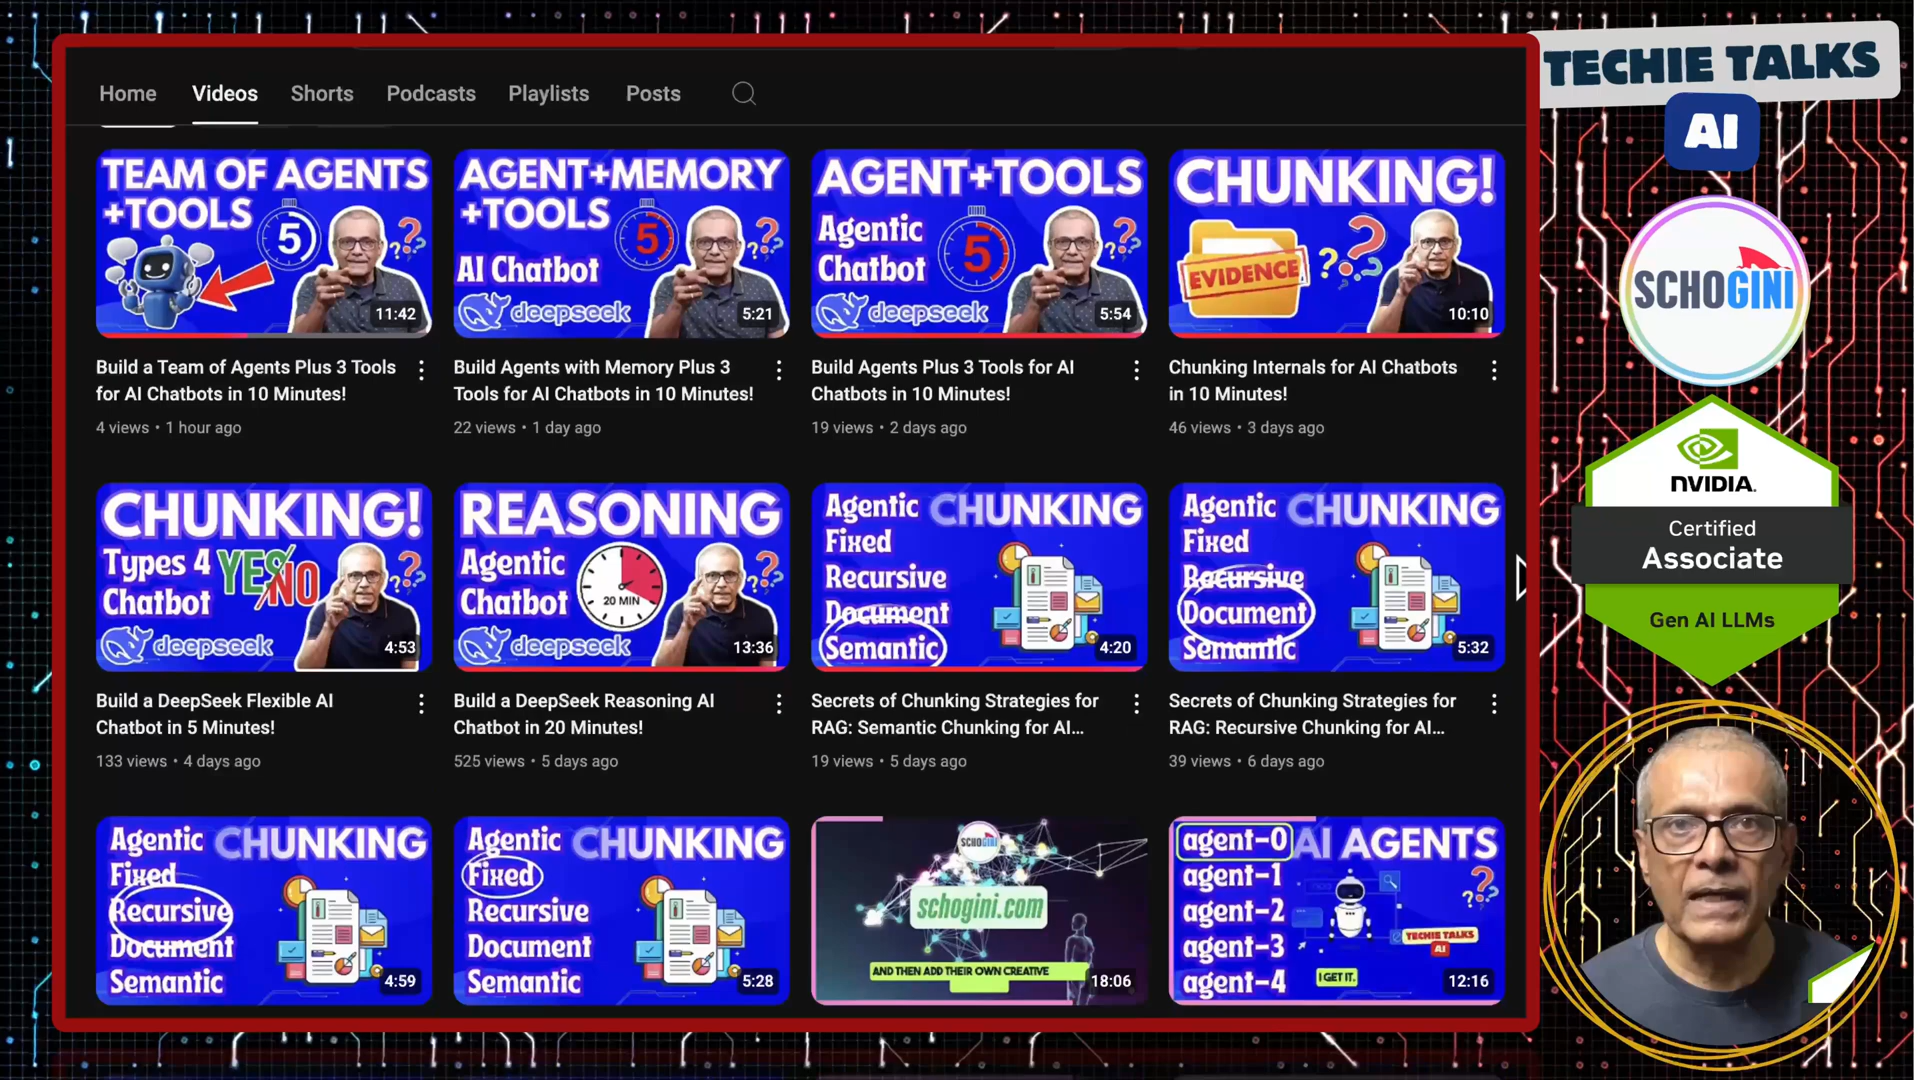 Home Videos Shorts Podcasts Playlists Posts
TECHIE TALKS
AI
SCHOGINI
NVIDIA.
Certified
Associate
Gen AI LLMs
TEAM OF AGENTS
+TOOLS
5
??
11:42
Build a Team of Agents Plus 3 Tools
for AI Chatbots in 10 Minutes!
4 views • 1 hour ago
AGENT+MEMORY
+TOOLS
5
??
AI Chatbot
deepseek
5:21
Build Agents with Memory Plus 3
Tools for AI Chatbots in 10 Minutes!
22 views • 1 day ago
AGENT+TOOLS
Agentic
Chatbot
5
??
deepseek
5:54
Build Agents Plus 3 Tools for AI
Chatbots in 10 Minutes!
19 views • 2 days ago
CHUNKING!
EVIDENCE
???
10:10
Chunking Internals for AI Chatbots
in 10 Minutes!
46 views • 3 days ago
CHUNKING!
Types 4
Chatbot
YES/NO
??
deepseek
4:53
Build a DeepSeek Flexible AI
Chatbot in 5 Minutes!
133 views • 4 days ago
REASONING
Agentic
Chatbot
20 MIN
??
deepseek
13:36
Build a DeepSeek Reasoning AI
Chatbot in 20 Minutes!
525 views • 5 days ago
Agentic CHUNKING
Fixed
Recursive
Document
Semantic
4:20
Secrets of Chunking Strategies for
RAG: Semantic Chunking for AI...
19 views • 5 days ago
Agentic CHUNKING
Fixed
Recursive
Document
Semantic
5:32
Secrets of Chunking Strategies for
RAG: Recursive Chunking for AI...
39 views • 6 days ago
Agentic CHUNKING
Fixed
Recursive
Document
Semantic
4:59
Agentic CHUNKING
Fixed
Recursive
Document
Semantic
5:28
SCHOGINI
schogini.com
AND THEN ADD THEIR OWN CREATIVE
18:06
agent-0 AI AGENTS
agent-1
agent-2
agent-3
agent-4
??
TECHIE TALKS
AI
I GET IT.
12:16